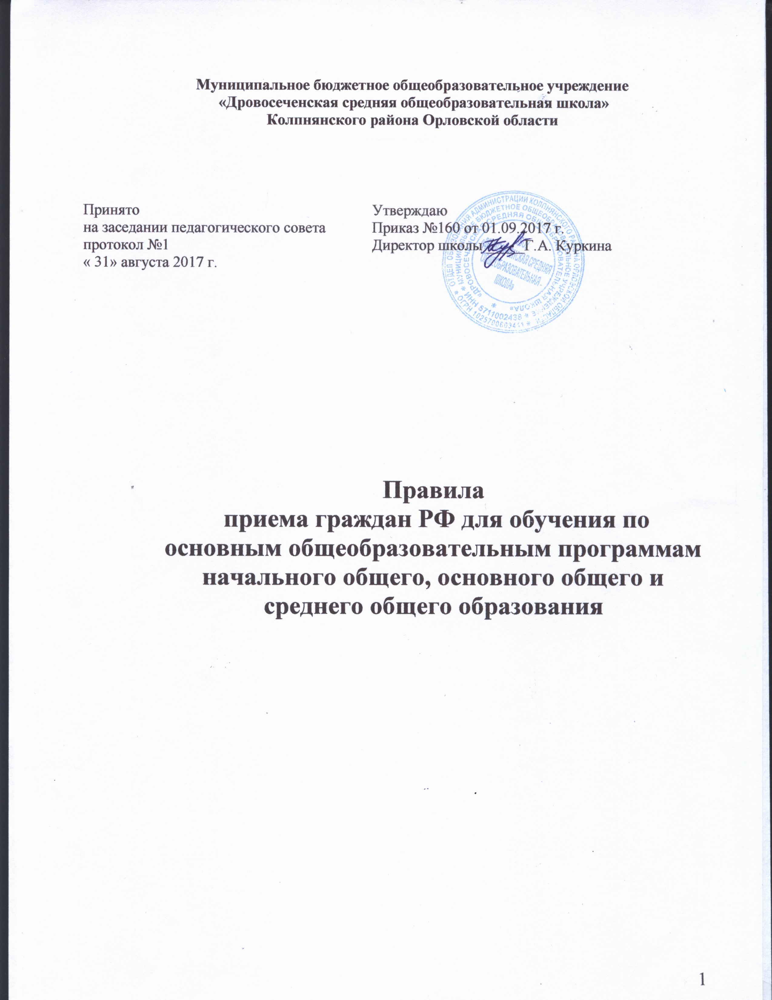 Муниципальное бюджетное общеобразовательное учреждение
«Дровосеченская средняя общеобразовательная школа»
Колпнянского района Орловской области
Принято
на заседании педагогического совета
протокол №1
« 31» августа 2017 г.
Утверждаю
Приказ №160 от 01.09.2017 г.
Директор школы Г.А. Куркина
ОТДЕЛ ОБРАЗОВАНИЯ АДМИНИСТРАЦИИ КОЛПНЯНСКОГО РАЙОНА ОРЛОВСКОЙ ОБЛАСТИ
* ОГРН 1025700603411 *
МУНИЦИПАЛЬНОЕ БЮДЖЕТНОЕ ОБЩЕОБРАЗОВАТЕЛЬНОЕ УЧРЕЖДЕНИЕ
* ИНН 5711002438 *
«ДРОВОСЕЧЕНСКАЯ СРЕДНЯЯ ОБЩЕОБРАЗОВАТЕЛЬНАЯ ШКОЛА»
*
СРЕДНЯЯ
ОБЩЕОБРАЗОВАТЕЛЬНАЯ
ШКОЛА»
Правила
приема граждан РФ для обучения по
основным общеобразовательным программам
начального общего, основного общего и
среднего общего образования
1